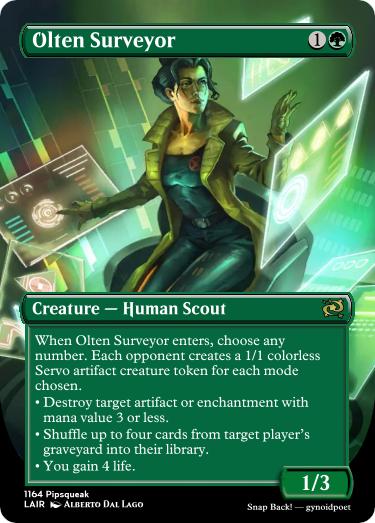 Olten Surveyor 1
Creature — Human Scout
When Olten Surveyor enters, choose any
number. Each opponent creates a 1/1 colorless
Servo artifact creature token for each mode
chosen.
• Destroy target artifact or enchantment with
mana value 3 or less.
• Shuffle up to four cards from target player's
graveyard into their library.
• You gain 4 life.
1/3
1164 Pipsqueak
LAIR Alberto Dal Lago
Snap Back! — gynoidpoet